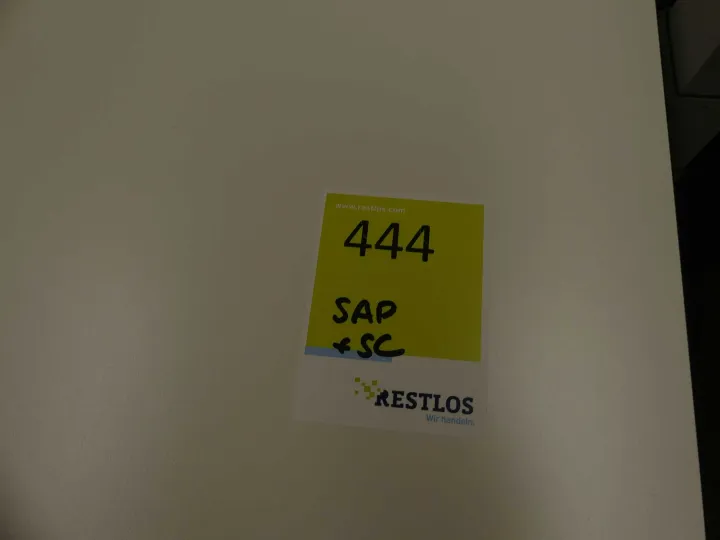 www.restlos.com
444
SAP
+ SC
RESTLOS
Wir handeln.